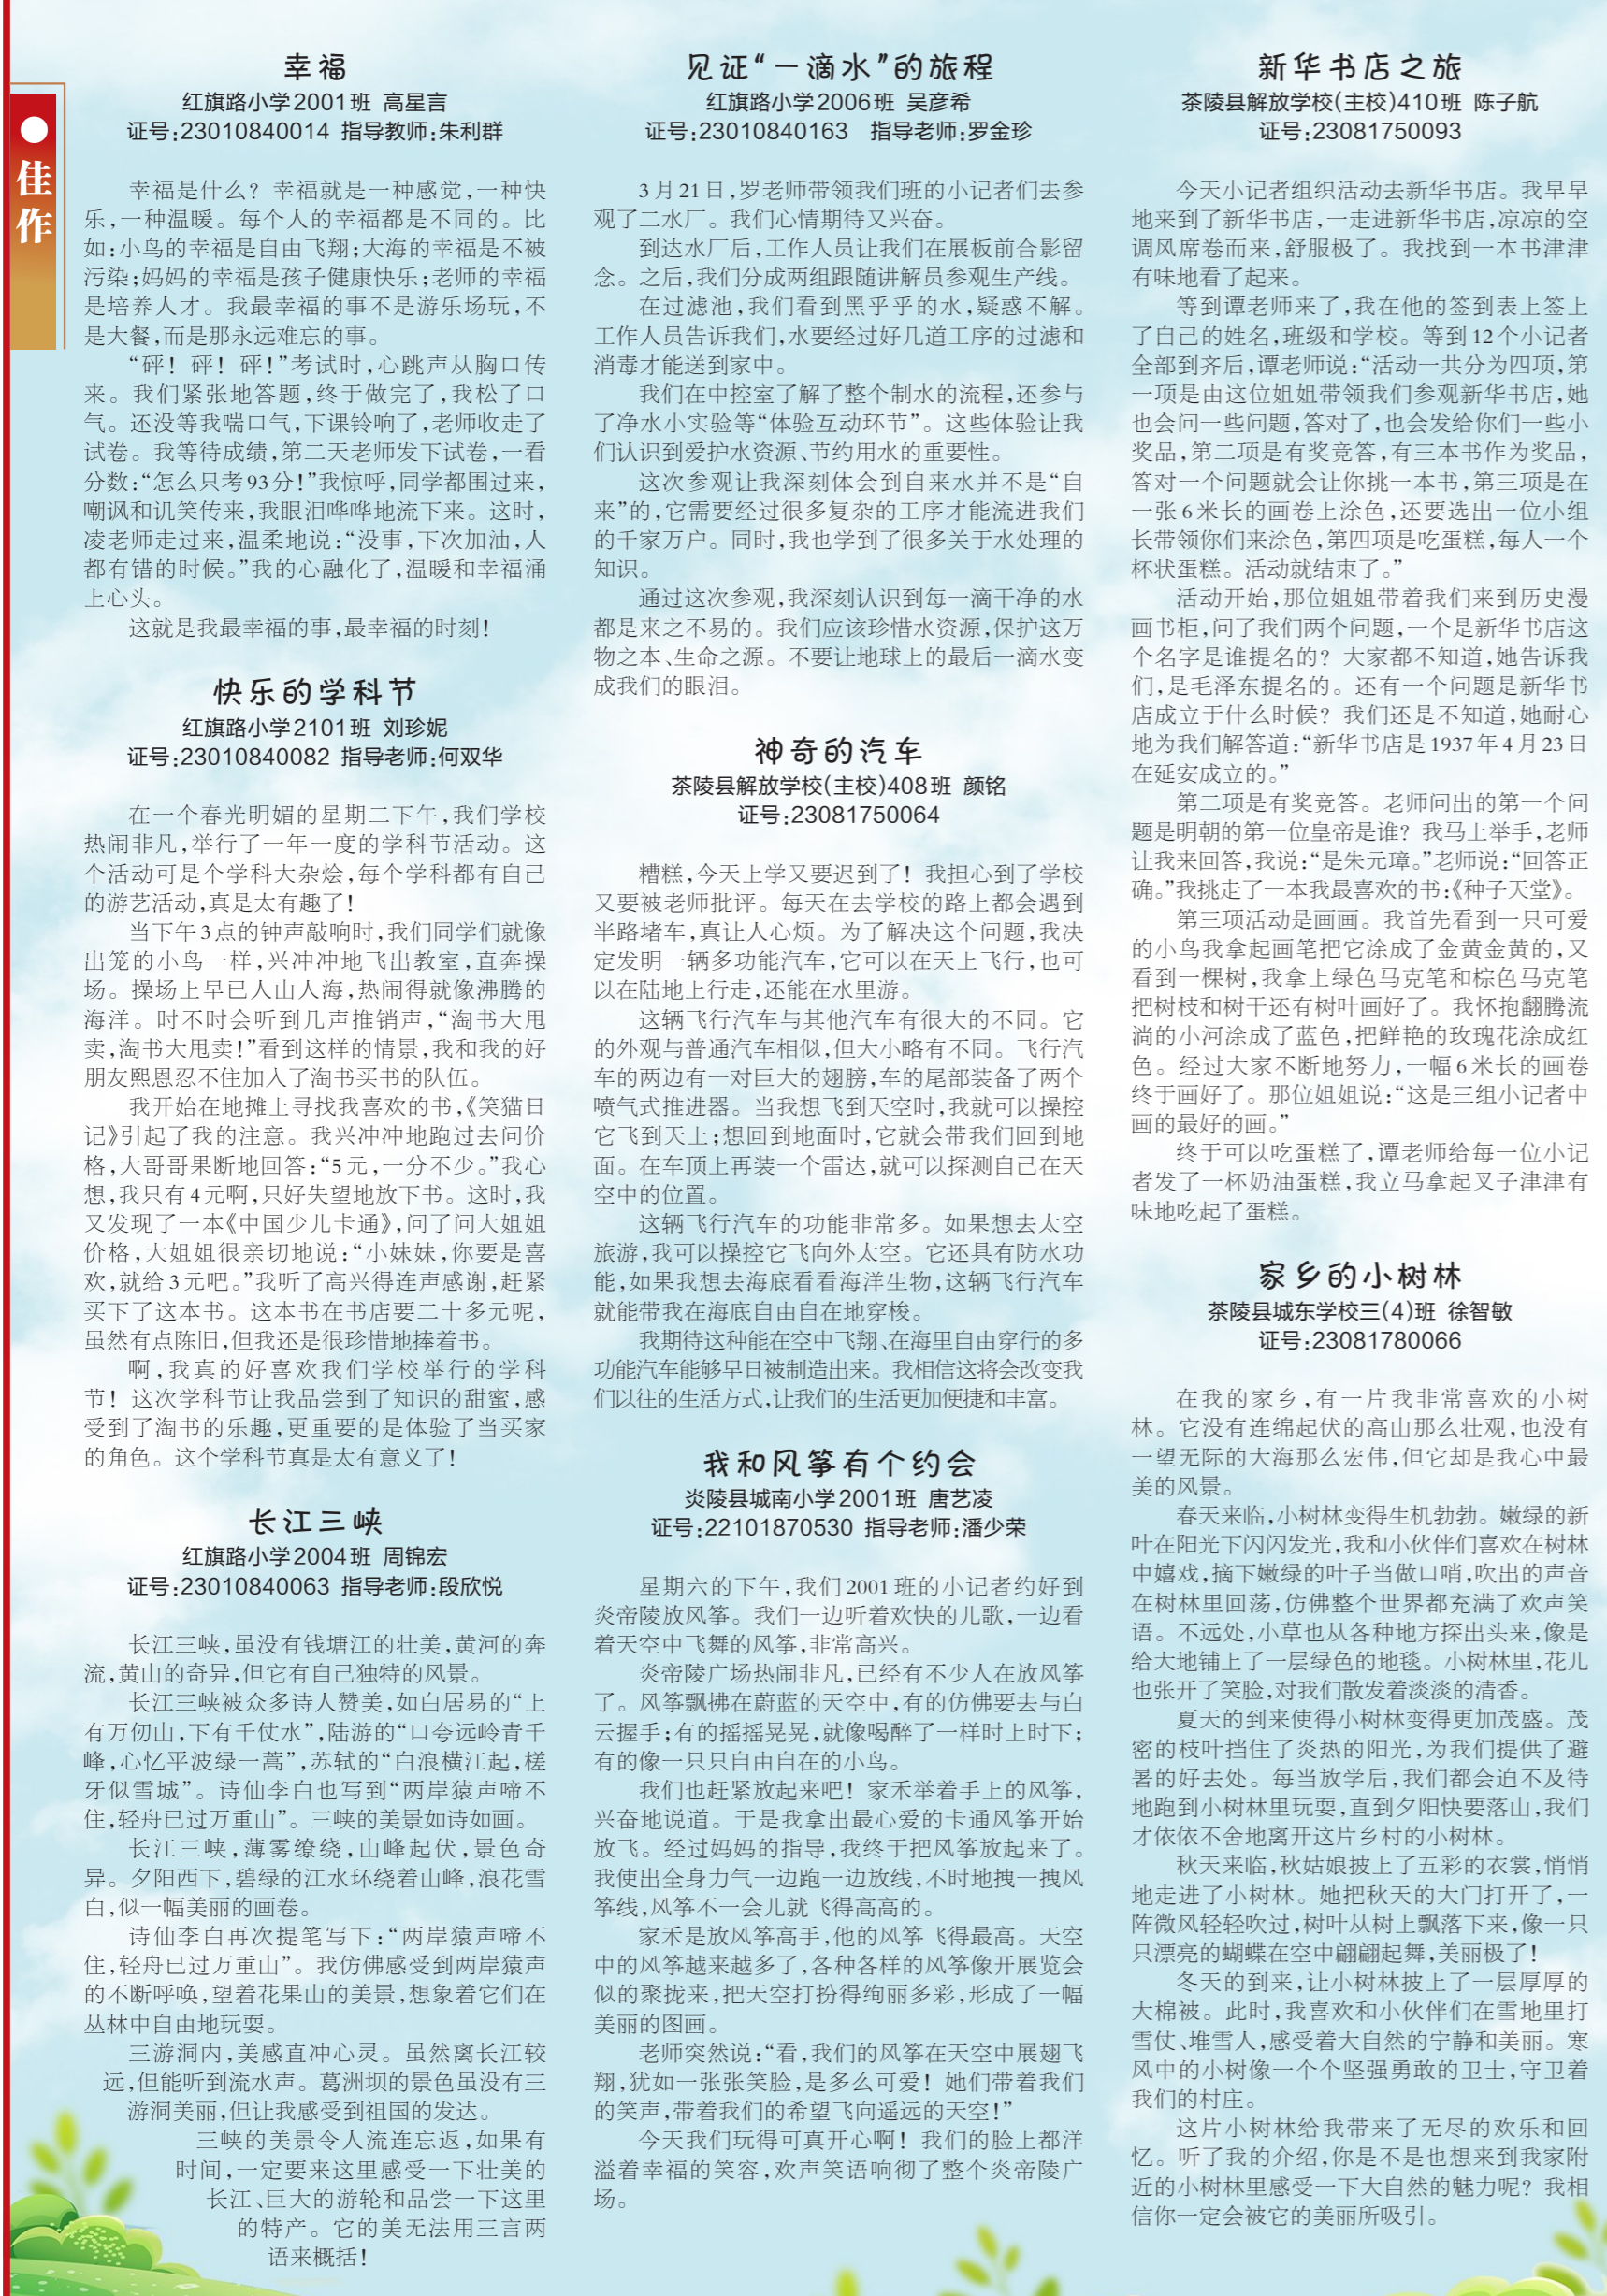 佳作
幸福
红旗路小学2001班 高星言
证号:23010840014 指导教师:朱利群
幸福是什么？幸福就是一种感觉,一种快
乐,一种温暖。每个人的幸福都是不同的。比
如:小鸟的幸福是自由飞翔;大海的幸福是不被
污染;妈妈的幸福是孩子健康快乐;老师的幸福
是培养人才。我最幸福的事不是游乐场玩,不
是大餐,而是那永远难忘的事。
“砰！砰！砰！”考试时,心跳声从胸口传
来。我们紧张地答题,终于做完了,我松了口
气。还没等我喘口气,下课铃响了,老师收走了
试卷。我等待成绩,第二天老师发下试卷,一看
分数:“怎么只考93分！”我惊呼,同学都围过来,
嘲讽和讥笑传来,我眼泪哗哗地流下来。这时,
凌老师走过来,温柔地说:“没事,下次加油,人
都有错的时候。”我的心融化了,温暖和幸福涌
上心头。
这就是我最幸福的事,最幸福的时刻！
快乐的学科节
红旗路小学2101班 刘珍妮
证号:23010840082 指导老师:何双华
在一个春光明媚的星期二下午,我们学校
热闹非凡,举行了一年一度的学科节活动。这
个活动可是个学科大杂烩,每个学科都有自己
的游艺活动,真是太有趣了！
当下午3点的钟声敲响时,我们同学们就像
出笼的小鸟一样,兴冲冲地飞出教室,直奔操
场。操场上早已人山人海,热闹得就像沸腾的
海洋。时不时会听到几声推销声,“淘书大甩
卖,淘书大甩卖！”看到这样的情景,我和我的好
朋友熙恩忍不住加入了淘书买书的队伍。
我开始在地摊上寻找我喜欢的书,《笑猫日
记》引起了我的注意。我兴冲冲地跑过去问价
格,大哥哥果断地回答:“5元,一分不少。”我心
想,我只有4元啊,只好失望地放下书。这时,我
又发现了一本《中国少儿卡通》,问了问大姐姐
价格,大姐姐很亲切地说:“小妹妹,你要是喜
欢,就给3元吧。”我听了高兴得连声感谢,赶紧
买下了这本书。这本书在书店要二十多元呢,
虽然有点陈旧,但我还是很珍惜地捧着书。
啊,我真的好喜欢我们学校举行的学科
节！这次学科节让我品尝到了知识的甜蜜,感
受到了淘书的乐趣,更重要的是体验了当买家
的角色。这个学科节真是太有意义了！
长江三峡
红旗路小学2004班 周锦宏
证号:23010840063 指导老师:段欣悦
长江三峡,虽没有钱塘江的壮美,黄河的奔
流,黄山的奇异,但它有自己独特的风景。
长江三峡被众多诗人赞美,如白居易的“上
有万仞山,下有千仗水”,陆游的“口夸远岭青千
峰,心忆平波绿一蒿”,苏轼的“白浪横江起,槎
牙似雪城”。诗仙李白也写到“两岸猿声啼不
住,轻舟已过万重山”。三峡的美景如诗如画。
长江三峡,薄雾缭绕,山峰起伏,景色奇
异。夕阳西下,碧绿的江水环绕着山峰,浪花雪
白,似一幅美丽的画卷。
诗仙李白再次提笔写下:“两岸猿声啼不
住,轻舟已过万重山”。我仿佛感受到两岸猿声
的不断呼唤,望着花果山的美景,想象着它们在
丛林中自由地玩耍。
三游洞内,美感直冲心灵。虽然离长江较
远,但能听到流水声。葛洲坝的景色虽没有三
游洞美丽,但让我感受到祖国的发达。
三峡的美景令人流连忘返,如果有
时间,一定要来这里感受一下壮美的
长江、巨大的游轮和品尝一下这里
的特产。它的美无法用三言两
语来概括！
见证“一滴水”的旅程
红旗路小学2006班 吴彦希
证号:23010840163 指导老师:罗金珍
3月21日,罗老师带领我们班的小记者们去参
观了二水厂。我们心情期待又兴奋。
到达水厂后,工作人员让我们在展板前合影留
念。之后,我们分成两组跟随讲解员参观生产线。
在过滤池,我们看到黑乎乎的水,疑惑不解。
工作人员告诉我们,水要经过好几道工序的过滤和
消毒才能送到家中。
我们在中控室了解了整个制水的流程,还参与
了净水小实验等“体验互动环节”。这些体验让我
们认识到爱护水资源、节约用水的重要性。
这次参观让我深刻体会到自来水并不是“自
来”的,它需要经过很多复杂的工序才能流进我们
的千家万户。同时,我也学到了很多关于水处理的
知识。
通过这次参观,我深刻认识到每一滴干净的水
都是来之不易的。我们应该珍惜水资源,保护这万
物之本、生命之源。不要让地球上的最后一滴水变
成我们的眼泪。
神奇的汽车
茶陵县解放学校(主校)408班 颜铭
证号:23081750064
槽糕,今天上学又要迟到了！我担心到了学校
又要被老师批评。每天在去学校的路上都会遇到
半路堵车,真让人心烦。为了解决这个问题,我决
定发明一辆多功能汽车,它可以在天上飞行,也可
以在陆地上行走,还能在水里游。
这辆飞行汽车与其他汽车有很大的不同。它
的外观与普通汽车相似,但大小略有不同。飞行汽
车的两边有一对巨大的翅膀,车的尾部装备了两个
喷气式推进器。当我想飞到天空时,我就可以操控
它飞到天上;想回到地面时,它就会带我们回到地
面。在车顶上再装一个雷达,就可以探测自己在天
空中的位置。
这辆飞行汽车的功能非常多。如果想去太空
旅游,我可以操控它飞向外太空。它还具有防水功
能,如果我想去海底看看海洋生物,这辆飞行汽车
就能带我在海底自由自在地穿梭。
我期待这种能在空中飞翔、在海里自由穿行的多
功能汽车能够早日被制造出来。我相信这将会改变我
们以往的生活方式,让我们的生活更加便捷和丰富。
我和风筝有个约会
炎陵县城南小学2001班 唐艺凌
证号:22101870530 指导老师:潘少荣
星期六的下午,我们2001班的小记者约好到
炎帝陵放风筝。我们一边听着欢快的儿歌,一边看
着天空中飞舞的风筝,非常高兴。
炎帝陵广场热闹非凡,已经有不少人在放风筝
了。风筝飘拂在蔚蓝的天空中,有的仿佛要去与白
云握手;有的摇摇晃晃,就像喝醉了一样时上时下;
有的像一只只自由自在的小鸟。
我们也赶紧放起来吧！家禾举着手上的风筝,
兴奋地说道。于是我拿出最心爱的卡通风筝开始
放飞。经过妈妈的指导,我终于把风筝放起来了。
我使出全身力气一边跑一边放线,不时地拽一拽风
筝线,风筝不一会儿就飞得高高的。
家禾是放风筝高手,他的风筝飞得最高。天空
中的风筝越来越多了,各种各样的风筝像开展览会
似的聚拢来,把天空打扮得绚丽多彩,形成了一幅
美丽的图画。
老师突然说:“看,我们的风筝在天空中展翅飞
翔,犹如一张张笑脸,是多么可爱！她们带着我们
的笑声,带着我们的希望飞向遥远的天空！”
今天我们玩得可真开心啊！我们的脸上都洋
溢着幸福的笑容,欢声笑语响彻了整个炎帝陵广
场。
新华书店之旅
茶陵县解放学校(主校)410班 陈子航
证号:23081750093
今天小记者组织活动去新华书店。我早早
地来到了新华书店,一走进新华书店,凉凉的空
调风席卷而来,舒服极了。我找到一本书津津
有味地看了起来。
等到谭老师来了,我在他的签到表上签上
了自己的姓名,班级和学校。等到12个小记者
全部到齐后,谭老师说:“活动一共分为四项,第
一项是由这位姐姐带领我们参观新华书店,她
也会问一些问题,答对了,也会发给你们一些小
奖品,第二项是有奖竞答,有三本书作为奖品,
答对一个问题就会让你挑一本书,第三项是在
一张6米长的画卷上涂色,还要选出一位小组
长带领你们来涂色,第四项是吃蛋糕,每人一个
杯状蛋糕。活动就结束了。”
活动开始,那位姐姐带着我们来到历史漫
画书柜,问了我们两个问题,一个是新华书店这
个名字是谁提名的？大家都不知道,她告诉我
们,是毛泽东提名的。还有一个问题是新华书
店成立于什么时候？我们还是不知道,她耐心
地为我们解答道:“新华书店是1937年4月23日
在延安成立的。”
第二项是有奖竞答。老师问出的第一个问
题是明朝的第一位皇帝是谁？我马上举手,老师
让我来回答,我说:“是朱元璋。”老师说:“回答正
确。”我挑走了一本我最喜欢的书:《种子天堂》。
第三项活动是画画。我首先看到一只可爱
的小鸟我拿起画笔把它涂成了金黄金黄的,又
看到一棵树,我拿上绿色马克笔和棕色马克笔
把树枝和树干还有树叶画好了。我怀抱翻腾流
淌的小河涂成了蓝色,把鲜艳的玫瑰花涂成红
色。经过大家不断地努力,一幅6米长的画卷
终于画好了。那位姐姐说:“这是三组小记者中
画的最好的画。”
终于可以吃蛋糕了,谭老师给每一位小记
者发了一杯奶油蛋糕,我立马拿起叉子津津有
味地吃起了蛋糕。
家乡的小树林
茶陵县城东学校三(4)班 徐智敏
证号:23081780066
在我的家乡,有一片我非常喜欢的小树
林。它没有连绵起伏的高山那么壮观,也没有
一望无际的大海那么宏伟,但它却是我心中最
美的风景。
春天来临,小树林变得生机勃勃。嫩绿的新
叶在阳光下闪闪发光,我和小伙伴们喜欢在树林
中嬉戏,摘下嫩绿的叶子当做口哨,吹出的声音
在树林里回荡,仿佛整个世界都充满了欢声笑
语。不远处,小草也从各种地方探出头来,像是
给大地铺上了一层绿色的地毯。小树林里,花儿
也张开了笑脸,对我们散发着淡淡的清香。
夏天的到来使得小树林变得更加茂盛。茂
密的枝叶挡住了炎热的阳光,为我们提供了避
暑的好去处。每当放学后,我们都会迫不及待
地跑到小树林里玩耍,直到夕阳快要落山,我们
才依依不舍地离开这片乡村的小树林。
秋天来临,秋姑娘披上了五彩的衣裳,悄悄
地走进了小树林。她把秋天的大门打开了,一
阵微风轻轻吹过,树叶从树上飘落下来,像一只
只漂亮的蝴蝶在空中翩翩起舞,美丽极了！
冬天的到来,让小树林披上了一层厚厚的
大棉被。此时,我喜欢和小伙伴们在雪地里打
雪仗、堆雪人,感受着大自然的宁静和美丽。寒
风中的小树像一个个坚强勇敢的卫士,守卫着
我们的村庄。
这片小树林给我带来了无尽的欢乐和回
忆。听了我的介绍,你是不是也想来到我家附
近的小树林里感受一下大自然的魅力呢？我相
信你一定会被它的美丽所吸引。